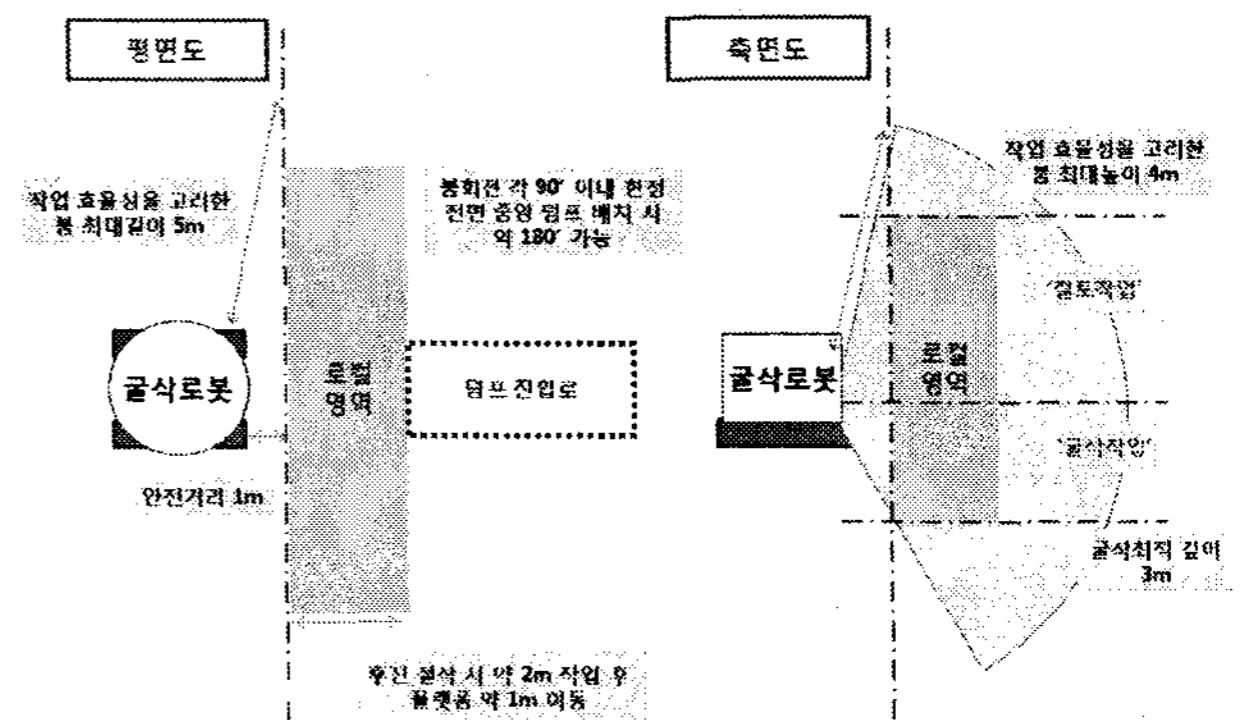 평면도
측면도
작업 효율성을 고려한
붐 최대길이 5m
붐회전 각 90° 이내 한정
전면 중앙 덤프 배치 시
약 180° 가능
굴삭로봇
로컬
영역
덤프 진입로
안전거리 1m
후진 굴삭 시 약 2m 작업 후
플랫폼 약 1m 이동
작업 효율성을 고려한
붐 최대높이 4m
'절토작업'
굴삭로봇
로컬
영역
'굴삭작업'
굴삭최적 깊이
3m